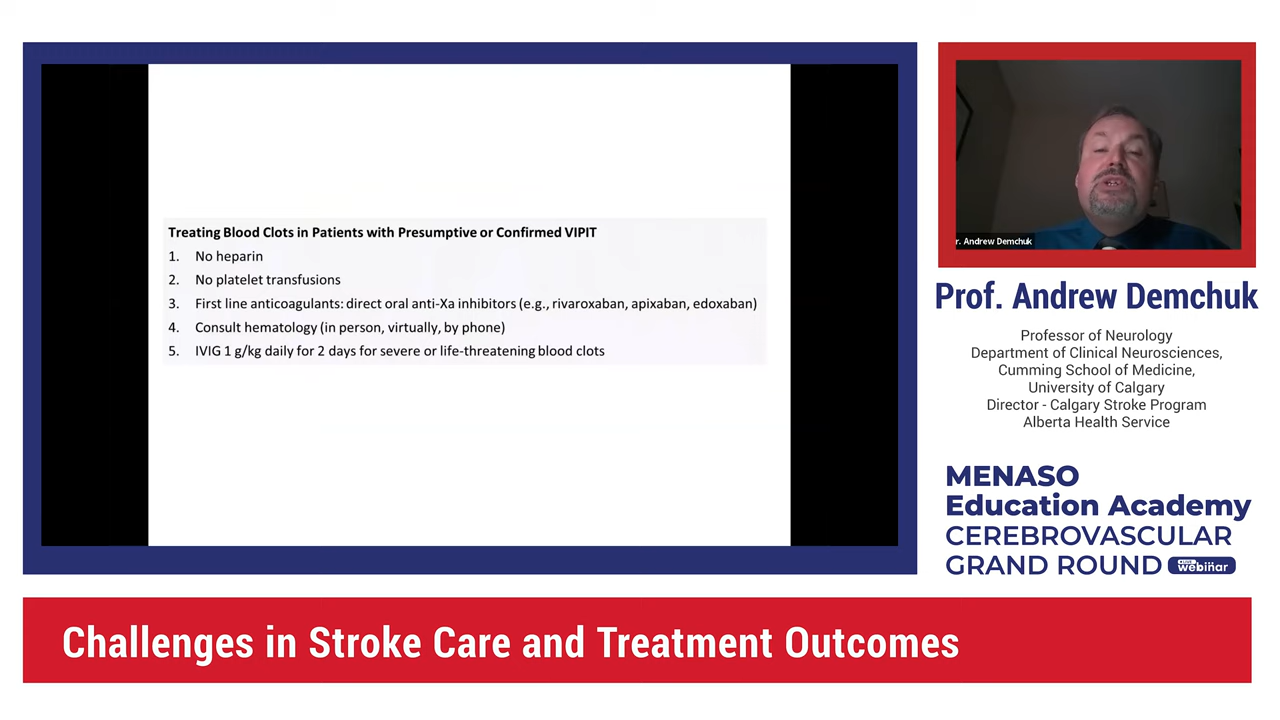 Treating Blood Clots in Patients with Presumptive or Confirmed VIPIT
1. No heparin
2. No platelet transfusions
3. First line anticoagulants: direct oral anti-Xa inhibitors (e.g., rivaroxaban, apixaban, edoxaban)
4. Consult hematology (in person, virtually, by phone)
5. IVIG 1 g/kg daily for 2 days for severe or life-threatening blood clots
r. Andrew Demchuk
Prof. Andrew Demchuk
Professor of Neurology
Department of Clinical Neurosciences,
Cumming School of Medicine,
University of Calgary
Director - Calgary Stroke Program
Alberta Health Service
MENASO
Education Academy
CEREBROVASCULAR
GRAND ROUND
webinar
Challenges in Stroke Care and Treatment Outcomes